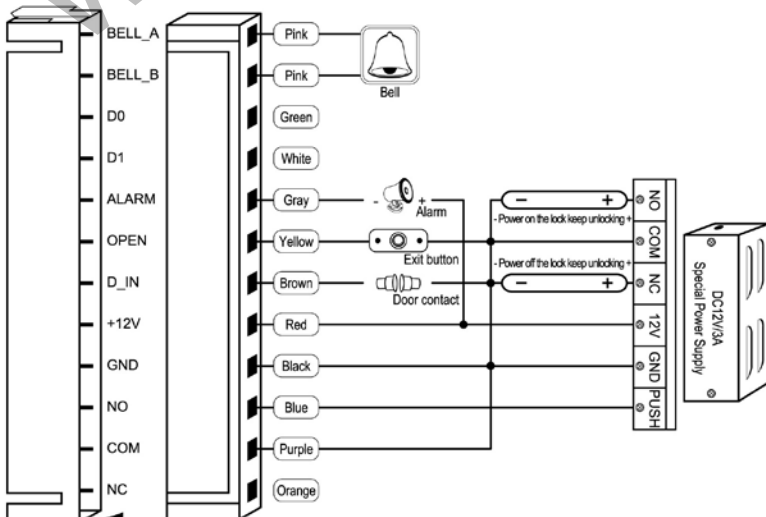 BELL_A
Pink
BELL_B
Pink
Bell
D0
Green
D1
White
ALARM
Gray
- +
Alarm
- +
NO
- Power on the lock keep unlocking +
OPEN
Yellow
Exit button
COM
- Power off the lock keep unlocking +
D_IN
Brown
Door contact
- +
NC
+12V
Red
12V
GND
Black
GND
NO
Blue
PUSH
COM
Purple
NC
Orange
DC12V/3A
Special Power Supply